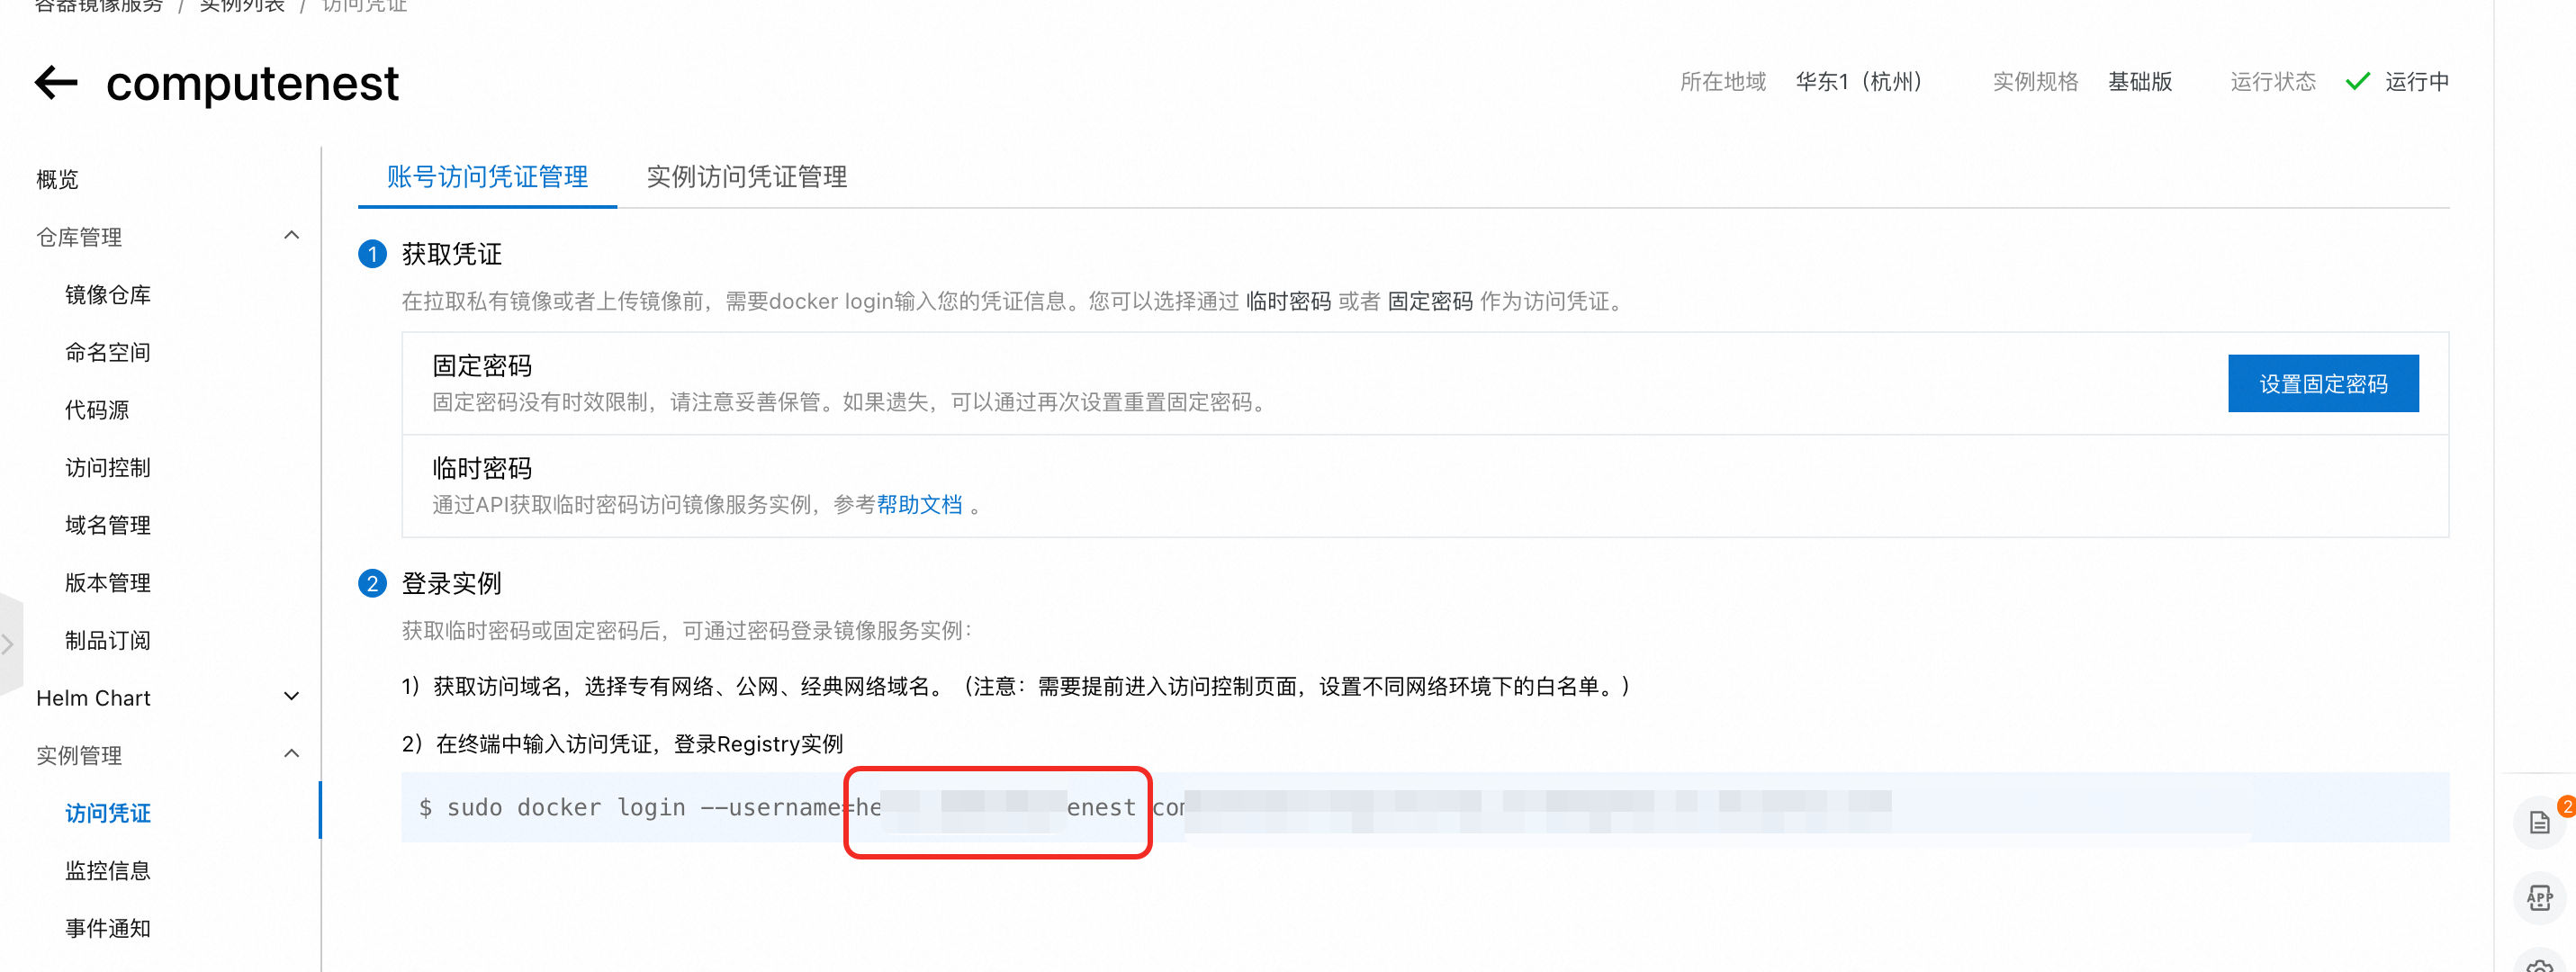 容器镜像服务 / 实例列表 / 访问凭证
computenest
所在地域 华东1（杭州） 实例规格 基础版 运行状态 运行中
概览
仓库管理
镜像仓库
命名空间
代码源
访问控制
域名管理
版本管理
制品订阅
Helm Chart
实例管理
访问凭证
监控信息
事件通知
账号访问凭证管理 实例访问凭证管理
1 获取凭证
在拉取私有镜像或者上传镜像前，需要docker login输入您的凭证信息。您可以选择通过 临时密码 或者 固定密码 作为访问凭证。
固定密码
固定密码没有时效限制，请注意妥善保管。如果遗失，可以通过再次设置重置固定密码。
设置固定密码
临时密码
通过API获取临时密码访问镜像服务实例，参考帮助文档 。
2 登录实例
获取临时密码或固定密码后，可通过密码登录镜像服务实例：
1）获取访问域名，选择专有网络、公网、经典网络域名。（注意：需要提前进入访问控制页面，设置不同网络环境下的白名单。）
2）在终端中输入访问凭证，登录Registry实例
$ sudo docker login --username=he enest com
2
APP